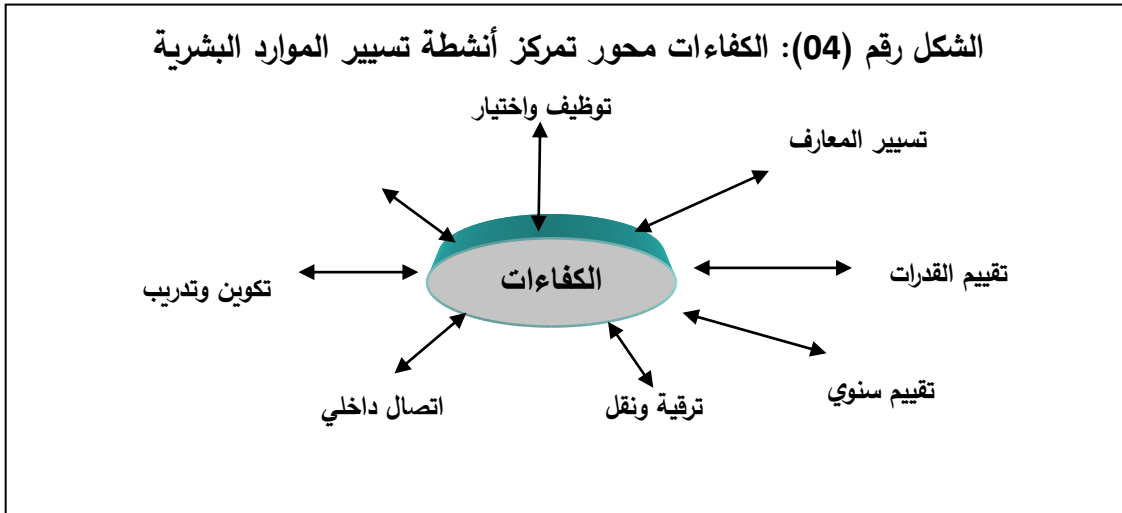 الشكل رقم (04): الكفاءات محور تمركز أنشطة تسيير الموارد البشرية
توظيف واختيار
تسيير المعارف
الكفاءات
تقييم القدرات
تكوين وتدريب
تقييم سنوي
ترقية ونقل
اتصال داخلي